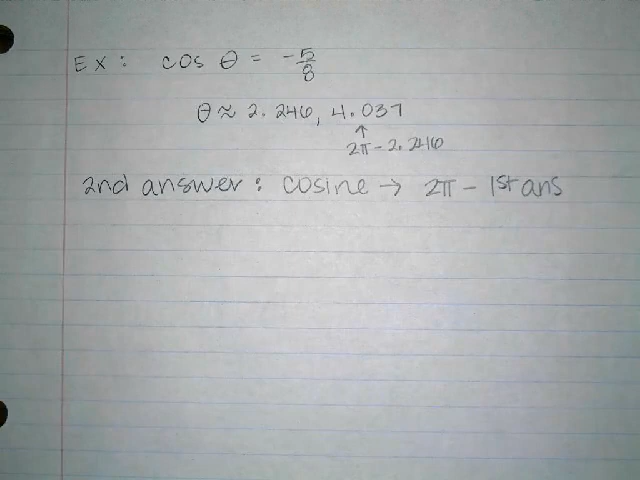 EX: cos θ = -5/8
θ ≈ 2.246, 4.037
↑
2π - 2.246
2nd answer: cosine → 2π - 1st ans